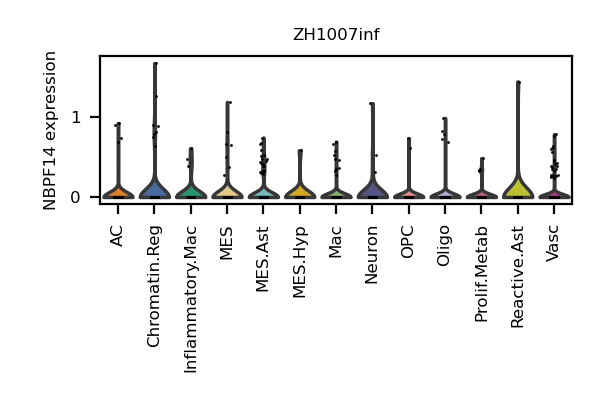 ZH1007inf
NBPF14 expression
1
0
AC
Chromatin.Reg
Inflammatory.Mac
MES
MES.Ast
MES.Hyp
Mac
Neuron
OPC
Oligo
Prolif.Metab
Reactive.Ast
Vasc